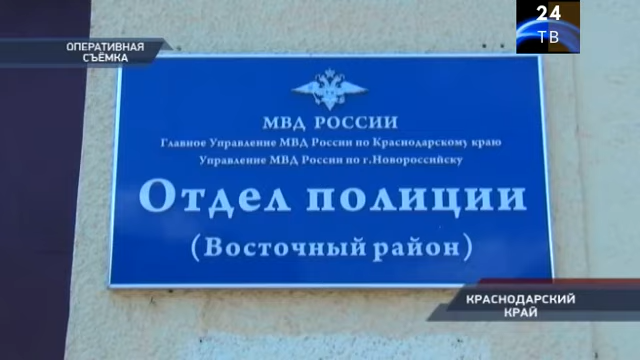 24
ТВ
ОПЕРАТИВНАЯ
СЪЁМКА
МВД РОССИИ
Главное Управление МВД России по Краснодарскому краю
Управление МВД России по г.Новороссийску
Отдел полиции
(Восточный район)
КРАСНОДАРСКИЙ
КРАЙ